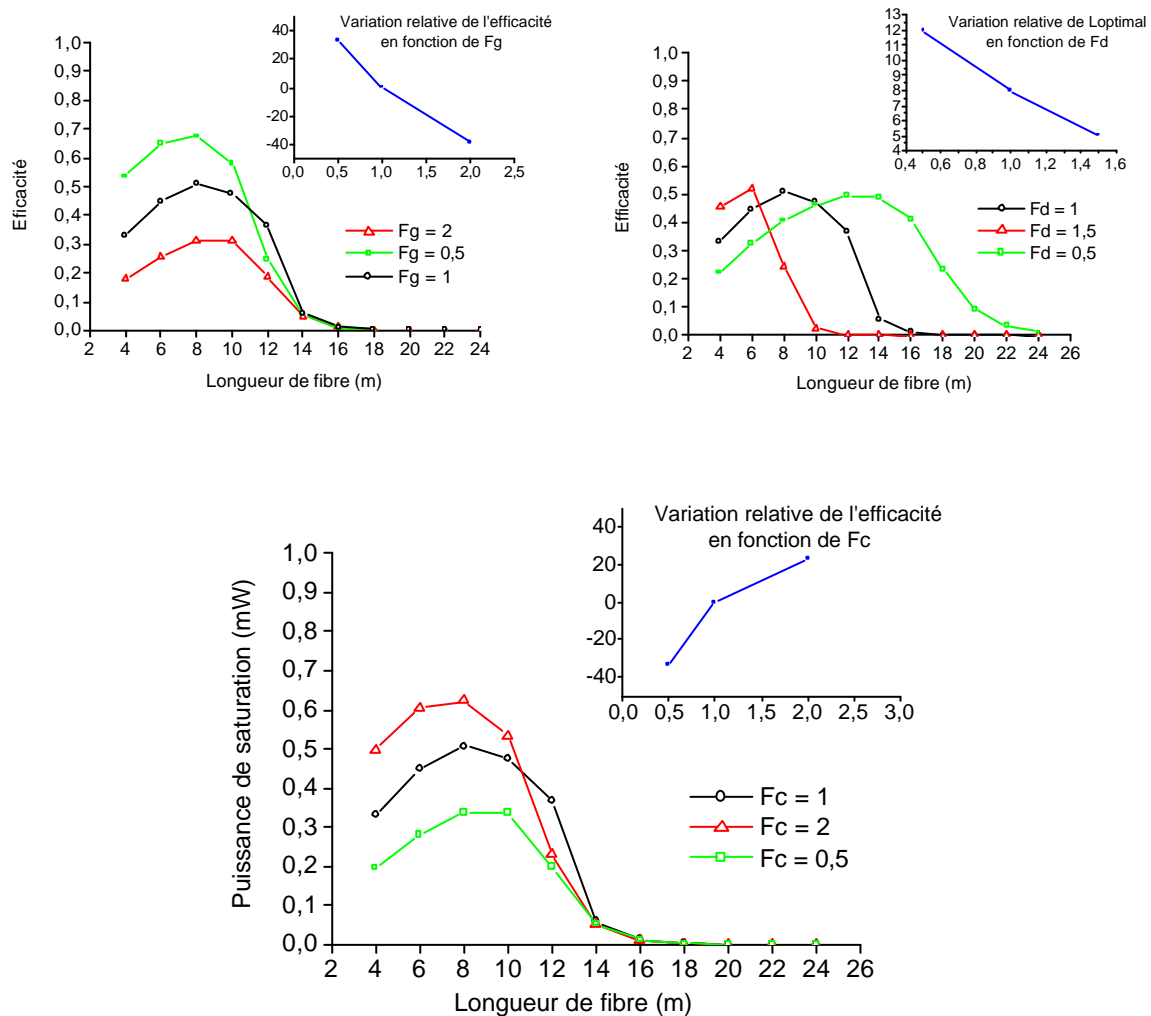 Variation relative de l'efficacité
en fonction de Fg
40
20
0
-20
-40
0,0 0,5 1,0 1,5 2,0 2,5
1,0
0,9
0,8
0,7
0,6
0,5
0,4
0,3
0,2
0,1
0,0
Eficacité
2 4 6 8 10 12 14 16 18 20 22 24
Longueur de fibre (m)
Fg = 2
Fg = 0,5
Fg = 1
Variation relative de Loptimal
en fonction de Fd
13
12
11
10
9
8
7
6
5
4
0,4 0,6 0,8 1,0 1,2 1,4 1,6
1,0
0,9
0,8
0,7
0,6
0,5
0,4
0,3
0,2
0,1
0,0
Efficacité
2 4 6 8 10 12 14 16 18 20 22 24 26
Longueur de fibre (m)
Fd = 1
Fd = 1,5
Fd = 0,5
Variation relative de l'efficacité
en fonction de Fc
40
20
0
-20
-40
0,0 0,5 1,0 1,5 2,0 2,5 3,0
1,0
0,9
0,8
0,7
0,6
0,5
0,4
0,3
0,2
0,1
0,0
Puissance de saturation (mW)
2 4 6 8 10 12 14 16 18 20 22 24 26
Longueur de fibre (m)
Fc = 1
Fc = 2
Fc = 0,5